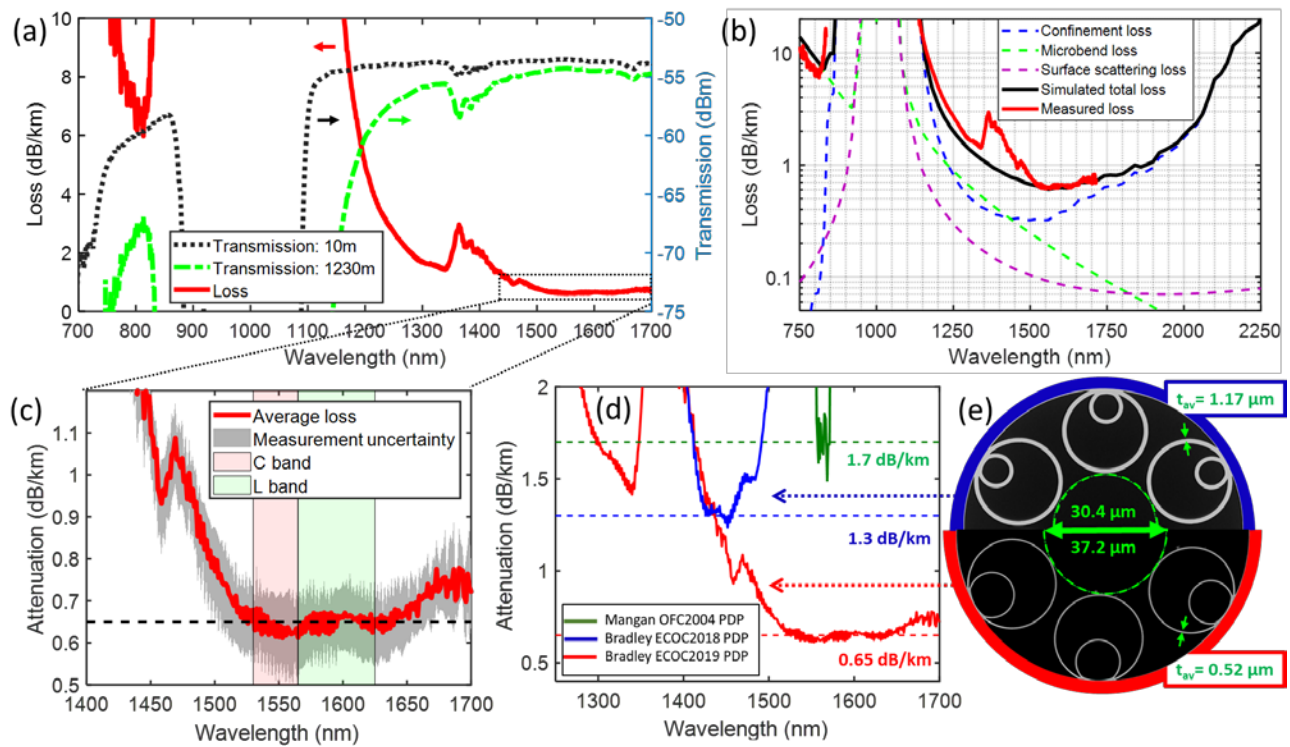 (a)
10
8
6
4
2
0
Loss (dB/km)
-50
-55
-60
-65
-70
-75
Transmission (dBm)
Transmission: 10m
Transmission: 1230m
Loss
700 800 900 1000 1100 1200 1300 1400 1500 1600 1700
Wavelength (nm)
(b)
10
1
0.1
Loss (dB/km)
Confinement loss
Microbend loss
Surface scattering loss
Simulated total loss
Measured loss
750 1000 1250 1500 1750 2000 2250
Wavelength (nm)
(c)
1.1
1
0.9
0.8
0.7
0.6
0.5
Attenuation (dB/km)
Average loss
Measurement uncertainty
C band
L band
1400 1450 1500 1550 1600 1650 1700
Wavelength (nm)
(d)
2
1.5
1
0.5
Attenuation (dB/km)
1.7 dB/km
1.3 dB/km
0.65 dB/km
Mangan OFC2004 PDP
Bradley ECOC2018 PDP
Bradley ECOC2019 PDP
1300 1400 1500 1600 1700
Wavelength (nm)
(e)
tav= 1.17 µm
30.4 µm
37.2 µm
tav= 0.52 µm